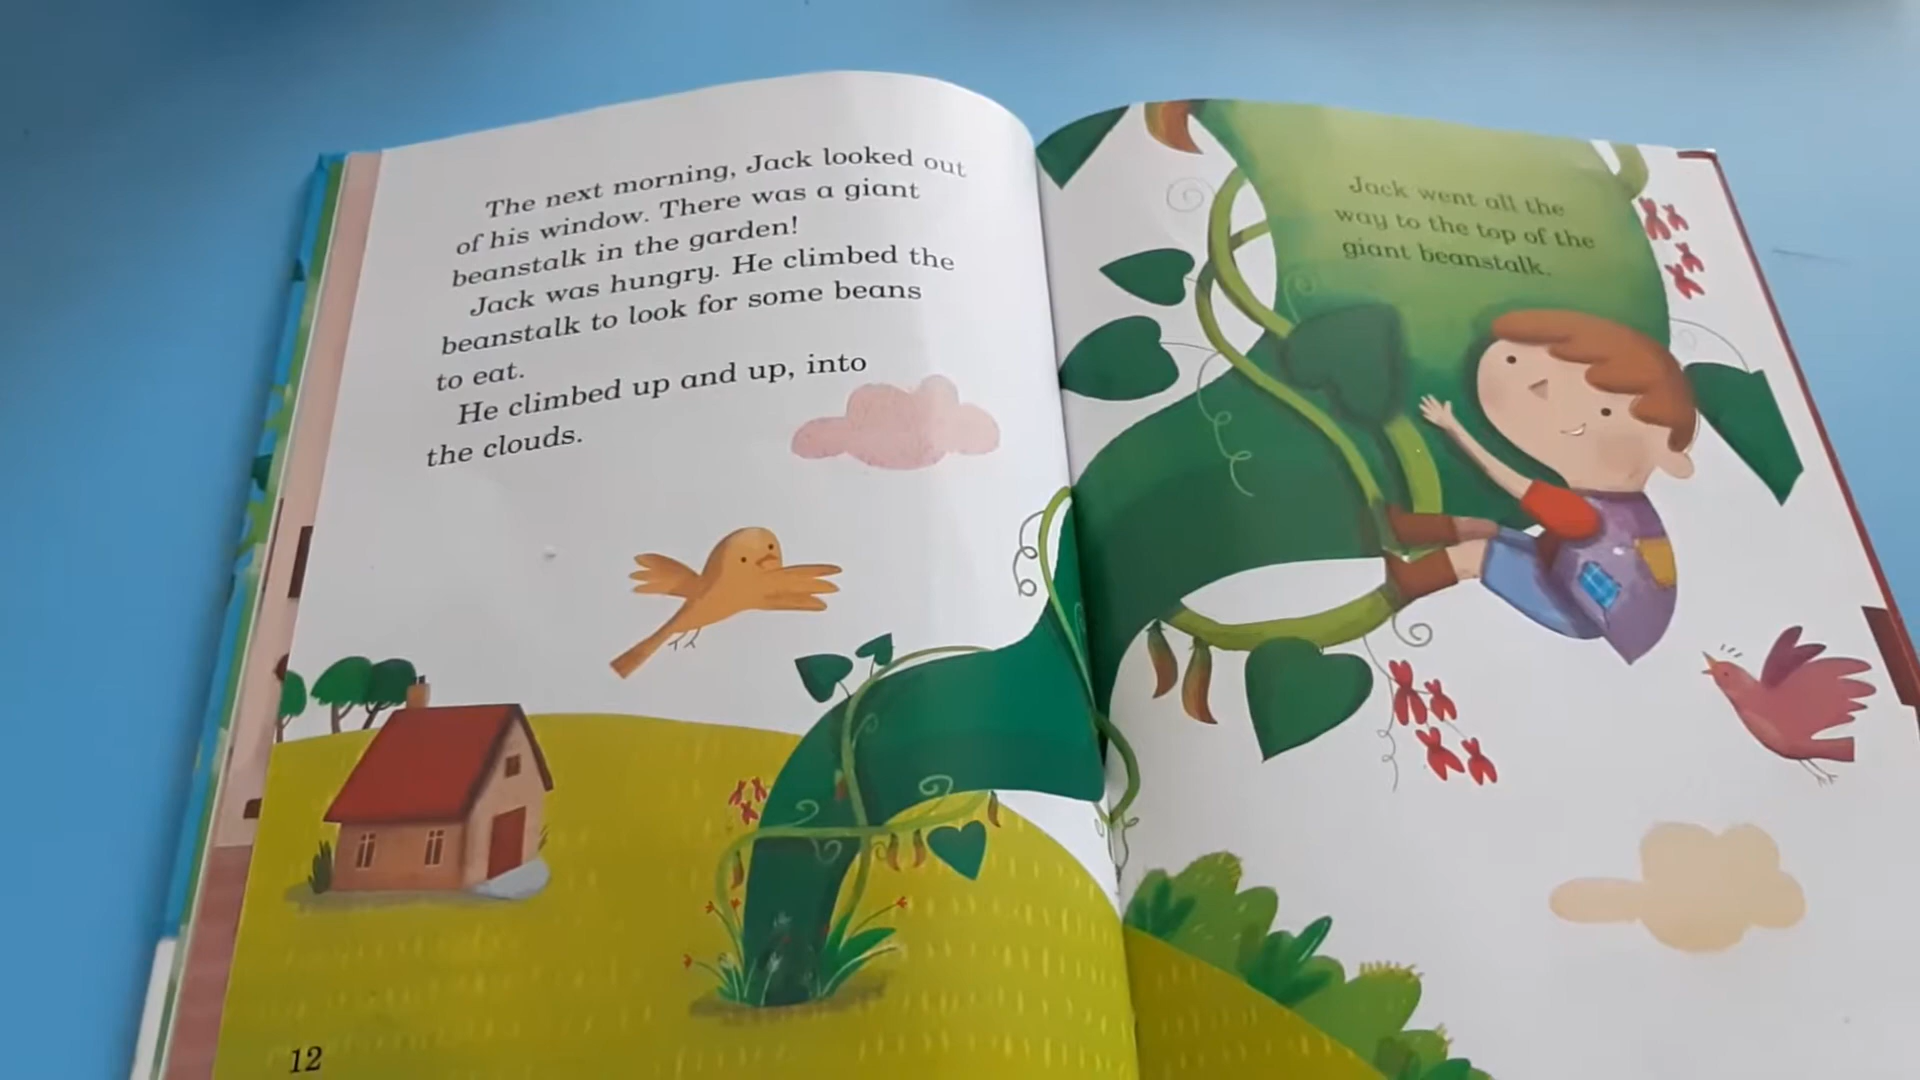 The next morning, Jack looked out
of his window. There was a giant
beanstalk in the garden!
Jack was hungry. He climbed the
beanstalk to look for some beans
to eat.
He climbed up and up, into
the clouds.
12
Jack went all the
way to the top of the
giant beanstalk.